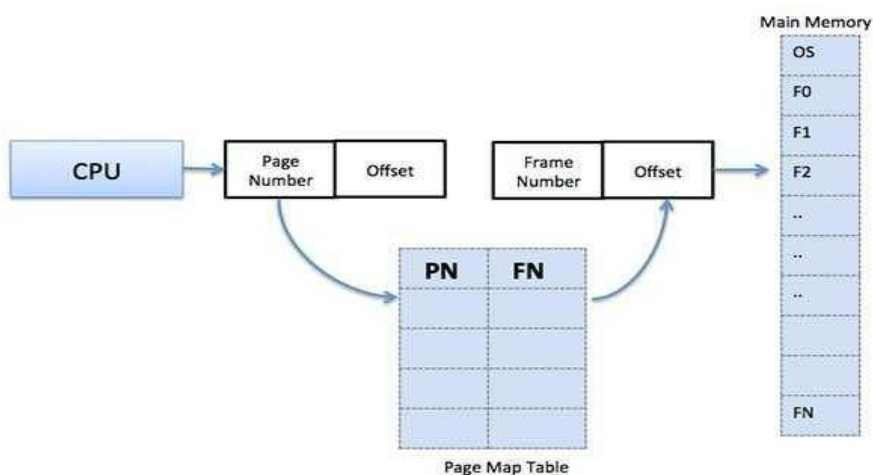 Main Memory
OS
F0
F1
F2
..
..
..
FN
CPU
Page
Number
Offset
Frame
Number
Offset
PN FN
Page Map Table